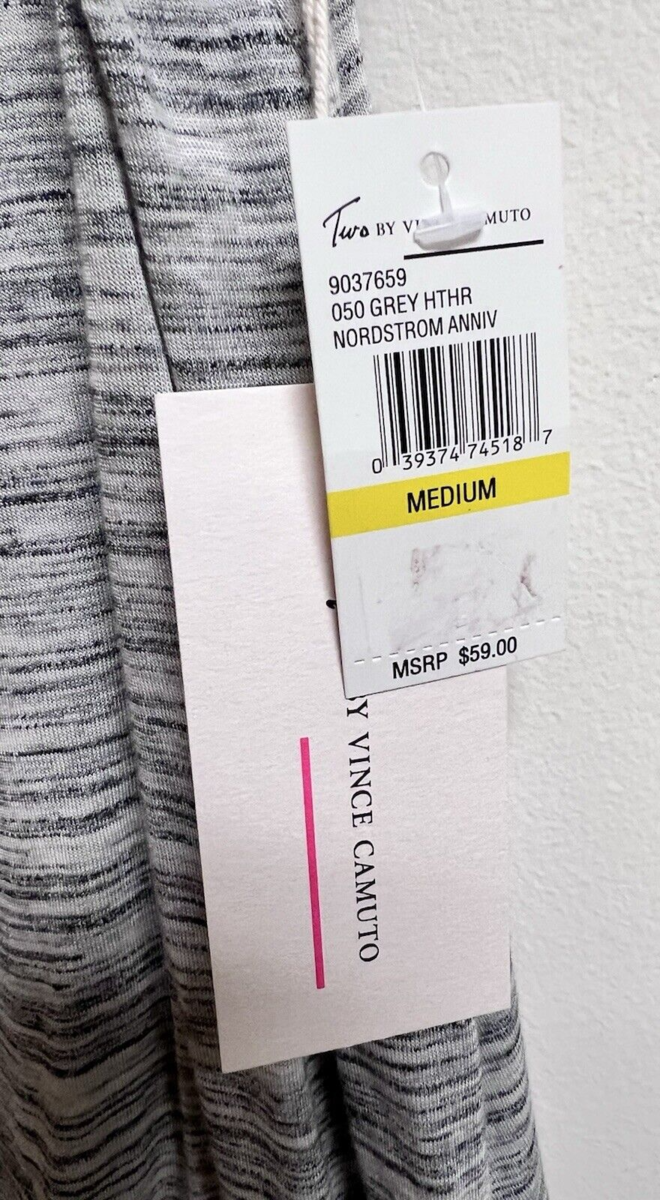 Two BY VI MUTO
9037659
050 GREY HTHR
NORDSTROM ANNIV
0 39374 74518 7
MEDIUM
MSRP $59.00
BY VINCE CAMUTO